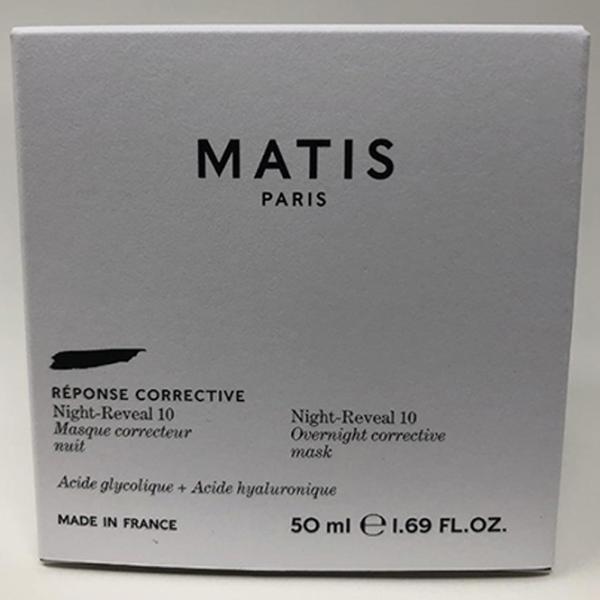 MATIS
PARIS
RÉPONSE CORRECTIVE
Night-Reveal 10
Masque correcteur
nuit
Night-Reveal 10
Overnight corrective
mask
Acide glycolique + Acide hyaluronique
MADE IN FRANCE
50 ml ℮ 1.69 FL.OZ.